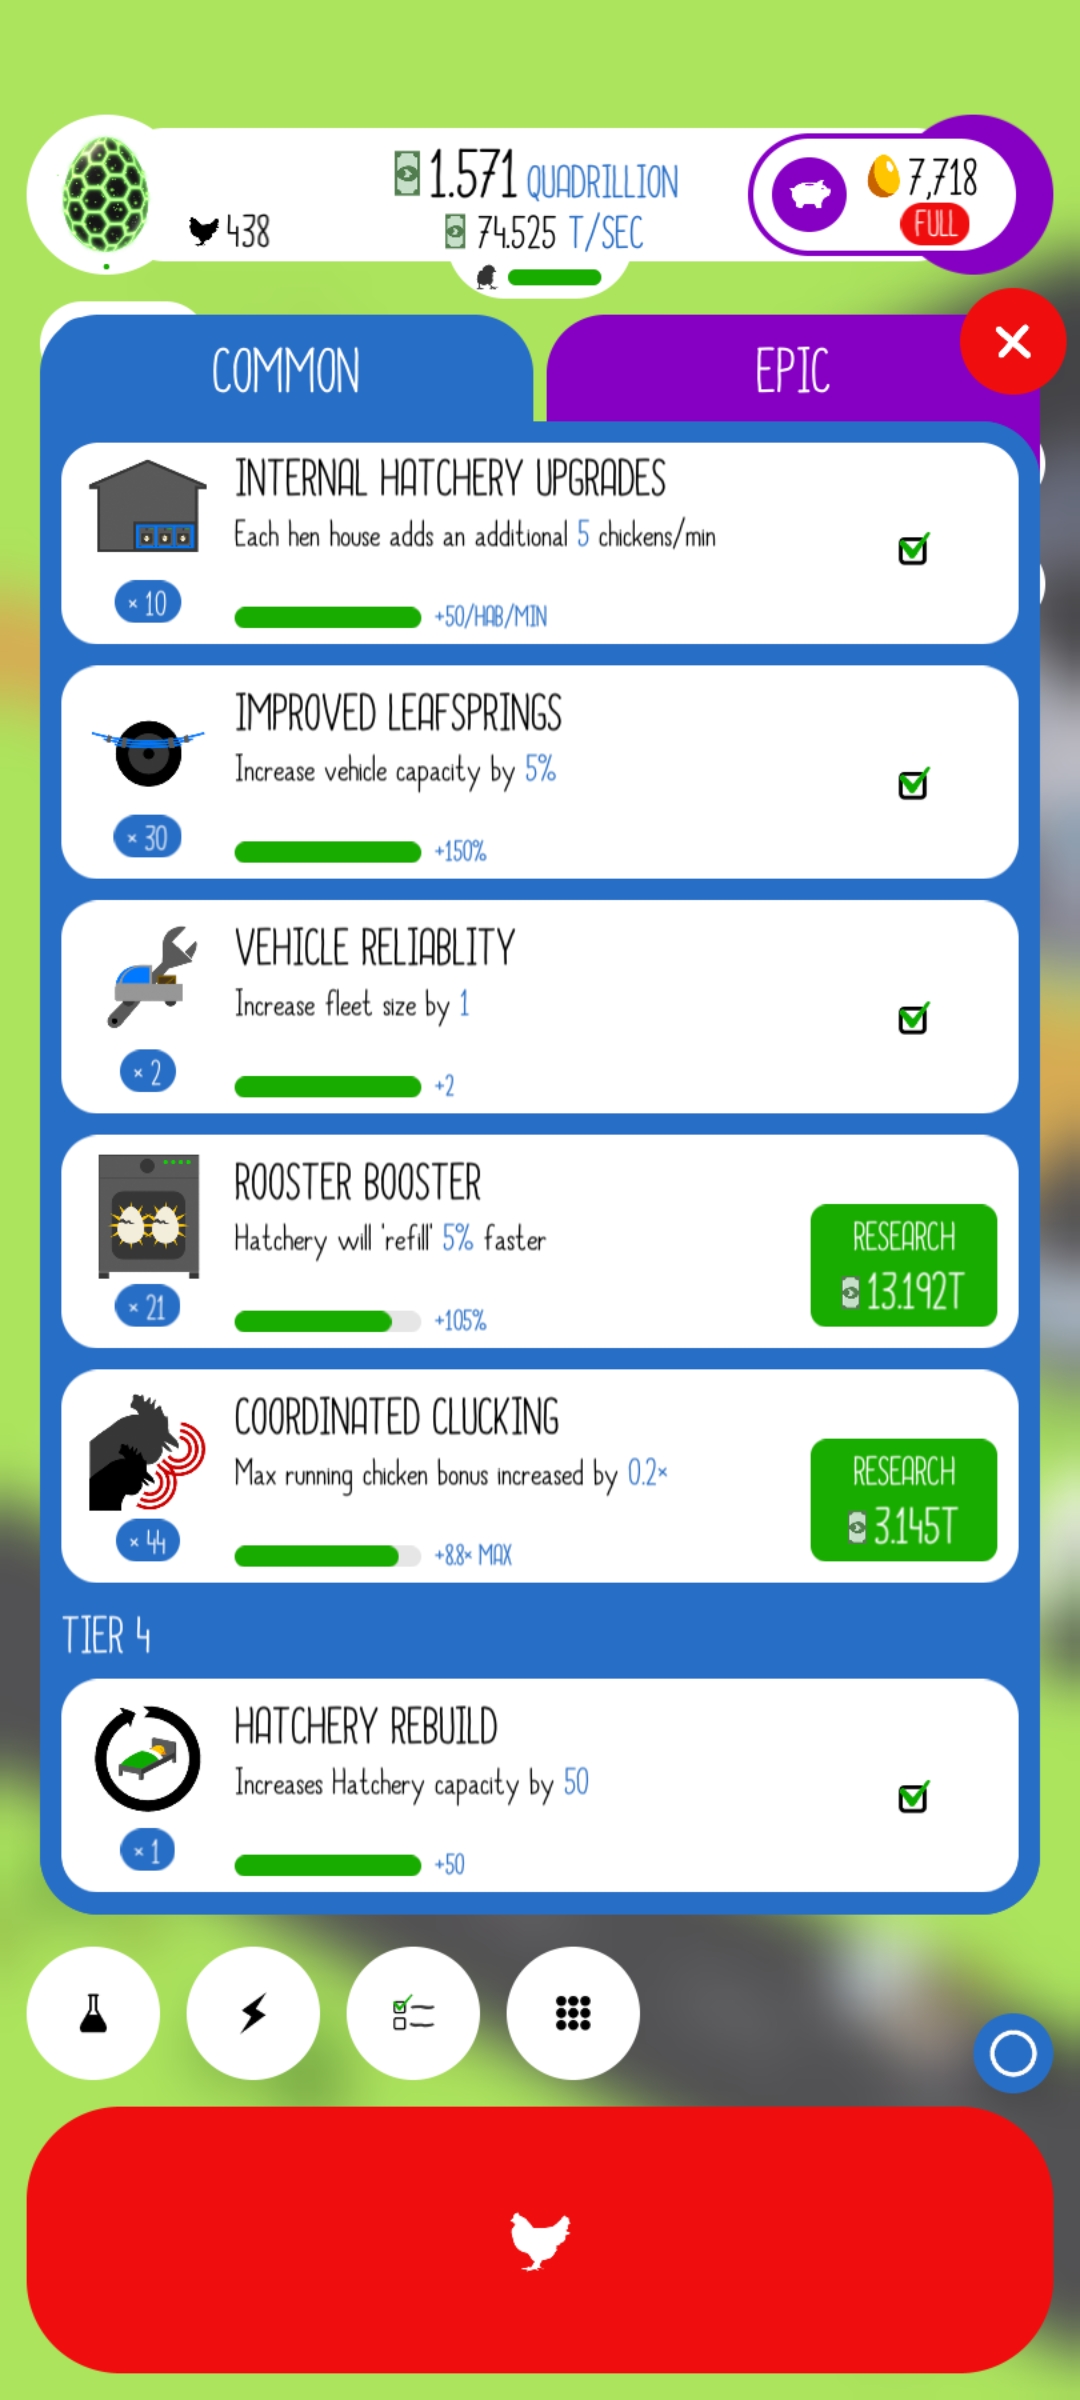 1.571 QUADRILLION
438
74.525 T/SEC
7,718
FULL
COMMON
EPIC
INTERNAL HATCHERY UPGRADES
Each hen house adds an additional 5 chickens/min
× 10
+50/HAB/MIN
IMPROVED LEAFSPRINGS
Increase vehicle capacity by 5%
× 30
+150%
VEHICLE RELIABLITY
Increase fleet size by 1
× 2
+2
ROOSTER BOOSTER
Hatchery will 'refill' 5% faster
RESEARCH
13.192T
× 21
+105%
COORDINATED CLUCKING
Max running chicken bonus increased by 0.2×
RESEARCH
3.145T
× 44
+8.8× MAX
TIER 4
HATCHERY REBUILD
Increases Hatchery capacity by 50
× 1
+50